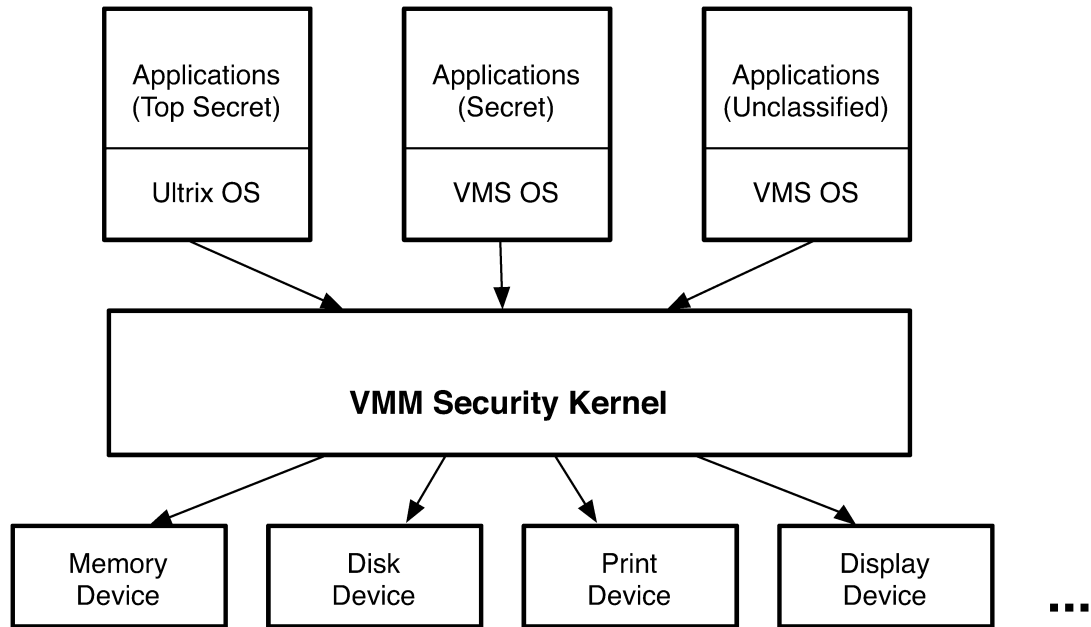 Applications
(Top Secret)
Ultrix OS
Applications
(Secret)
VMS OS
Applications
(Unclassified)
VMS OS
VMM Security Kernel
Memory
Device
Disk
Device
Print
Device
Display
Device
...